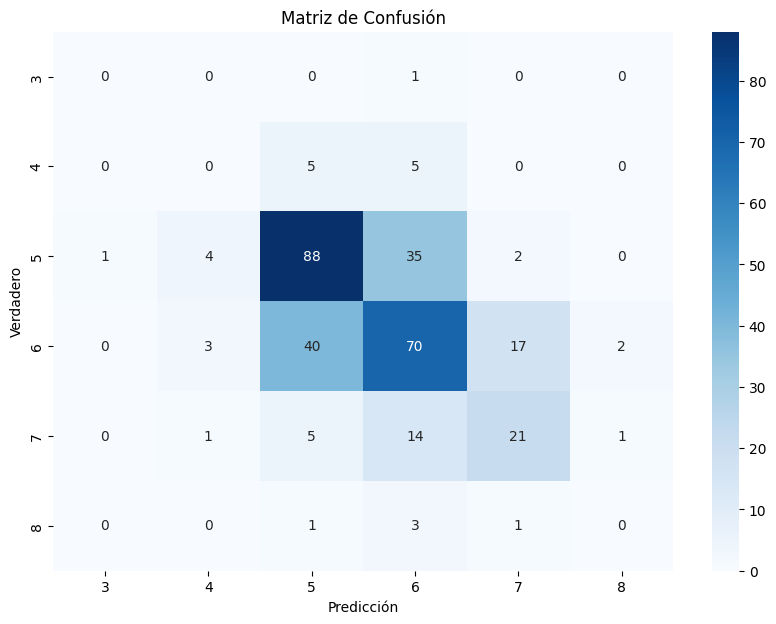 Matriz de Confusión
Verdadero
3 0 0 0 1 0 0
4 0 0 5 5 0 0
5 1 4 88 35 2 0
6 0 3 40 70 17 2
7 0 1 5 14 21 1
8 0 0 1 3 1 0
3 4 5 6 7 8
Predicción
80
70
60
50
40
30
20
10
0